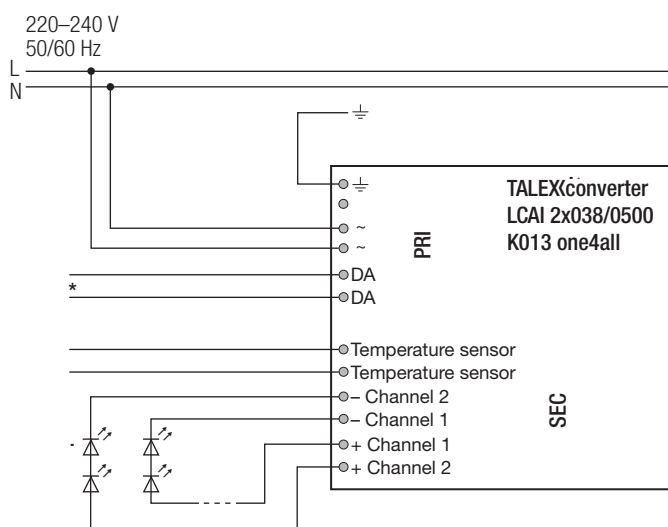 220–240 V
50/60 Hz
L
N
TALEXconverter
LCAI 2x038/0500
K013 one4all
PRI
~
~
DA
*
DA
Temperature sensor
Temperature sensor
– Channel 2
– Channel 1
+ Channel 1
+ Channel 2
SEC